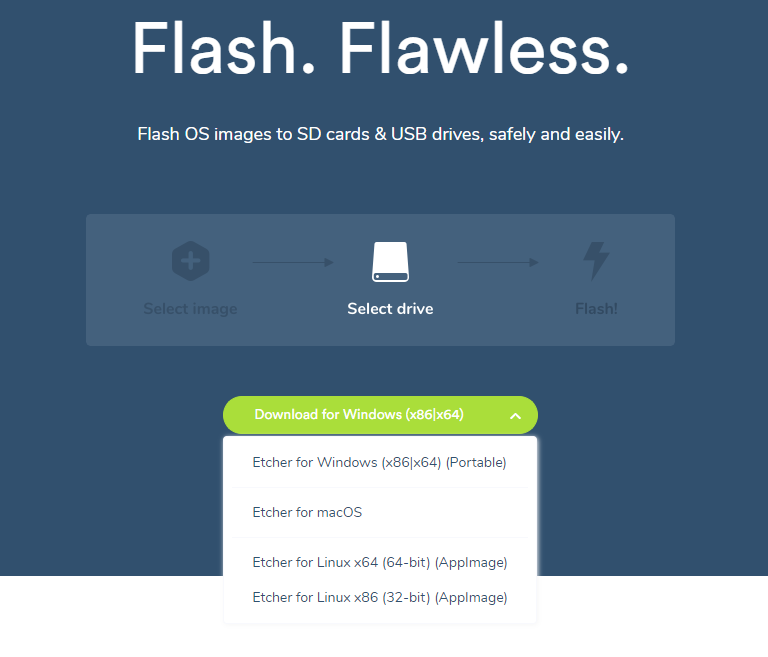 Flash. Flawless.
Flash OS images to SD cards & USB drives, safely and easily.
Select image
Select drive
Flash!
Download for Windows (x86|x64)
Etcher for Windows (x86|x64) (Portable)
Etcher for macOS
Etcher for Linux x64 (64-bit) (AppImage)
Etcher for Linux x86 (32-bit) (AppImage)